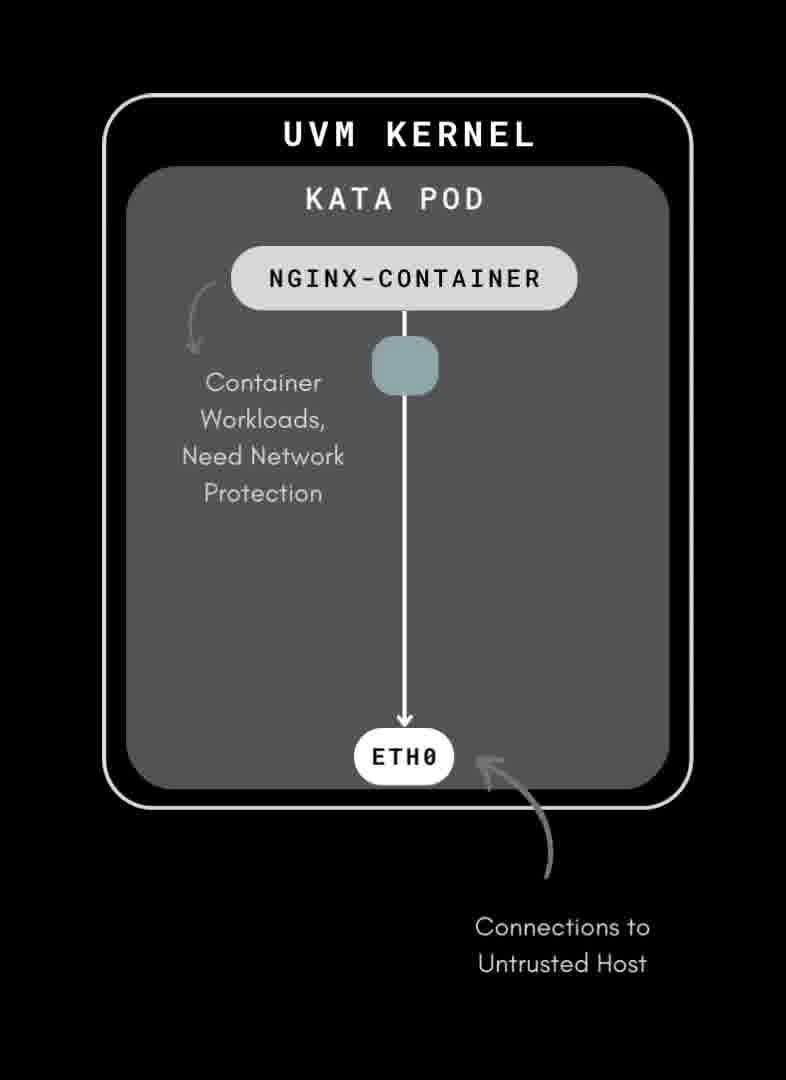 UVM KERNEL
KATA POD
NGINX-CONTAINER
Container
Workloads,
Need Network
Protection
ETH0
Connections to
Untrusted Host